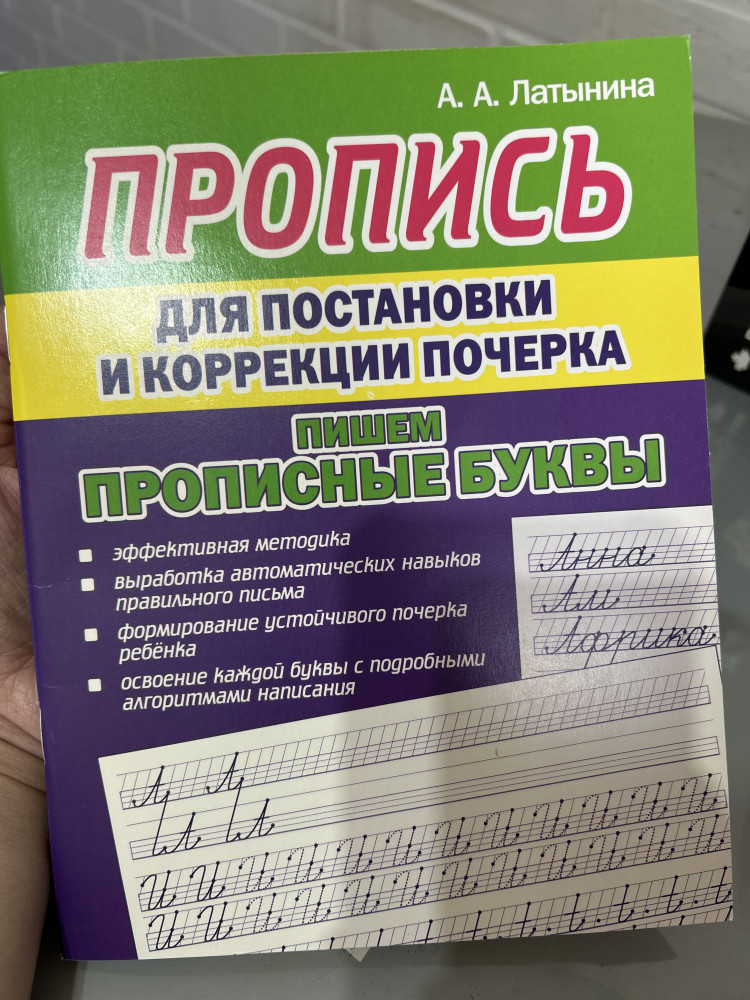 А. А. Латынина
ПРОПИСЬ
ДЛЯ ПОСТАНОВКИ
И КОРРЕКЦИИ ПОЧЕРКА
ПИШЕМ
ПРОПИСНЫЕ БУКВЫ
эффективная методика
выработка автоматических навыков
правильного письма
формирование устойчивого почерка
ребёнка
освоение каждой буквы с подробными
алгоритмами написания
Анна
Ам
Африка
А А
А А
И И И И И И И И И И И
И И И И И И И И И И И